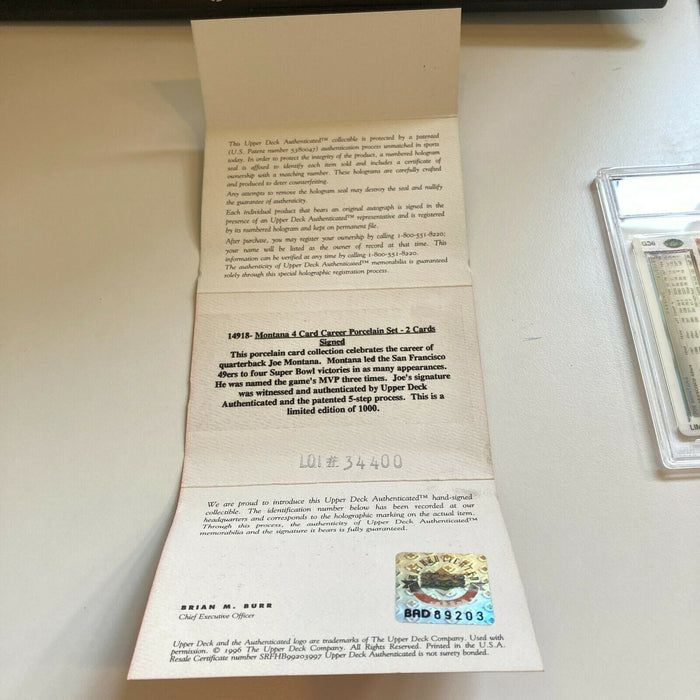 This Upper Deck Authenticated™ collectible is protected by a patented
(U.S. Patent number 5380047) authentication process unmatched in sports
today. In order to protect the integrity of the product, a numbered hologram
seal is affixed to identify each item sold and includes a certificate of
ownership with a matching number. These holograms are carefully crafted
and produced to deter counterfeiting.
Any attempts to remove the hologram seal may destroy the seal and nullify
the guarantee of authenticity.
Each individual product that bears an original autograph is signed in the
presence of an Upper Deck Authenticated™ representative and is registered
by its numbered hologram and kept on permanent file.
After purchase, you may register your ownership by calling 1-800-551-8220;
your name will be listed as the owner of record at that time. This
information can be verified at any time by calling 1-800-551-8220.
The authenticity of Upper Deck Authenticated™ memorabilia is guaranteed
solely through this special holographic registration process.
14918- Montana 4 Card Career Porcelain Set - 2 Cards
Signed
This porcelain card collection celebrates the career of
quarterback Joe Montana. Montana led the San Francisco
49ers to four Super Bowl victories in as many appearances.
He was named the game's MVP three times. Joe's signature
was witnessed and authenticated by Upper Deck
Authenticated and the patented 5-step process. This is a
limited edition of 1000.
LOT # 34400
We are proud to introduce this Upper Deck Authenticated™ hand-signed
collectible. The identification number below has been recorded at our
headquarters and corresponds to the holographic marking on the actual item.
Through this process, the authenticity of Upper Deck Authenticated™
memorabilia and the signature it bears is fully guaranteed.
BAD89203
BRIAN M. BURR
Chief Executive Officer
Upper Deck and the Authenticated logo are trademarks of The Upper Deck Company. Used with
permission. © 1996 The Upper Deck Company. All Rights Reserved. Printed in the U.S.A.
Resale Certificate number SRFHB99203997 Upper Deck Authenticated is not surety bonded.